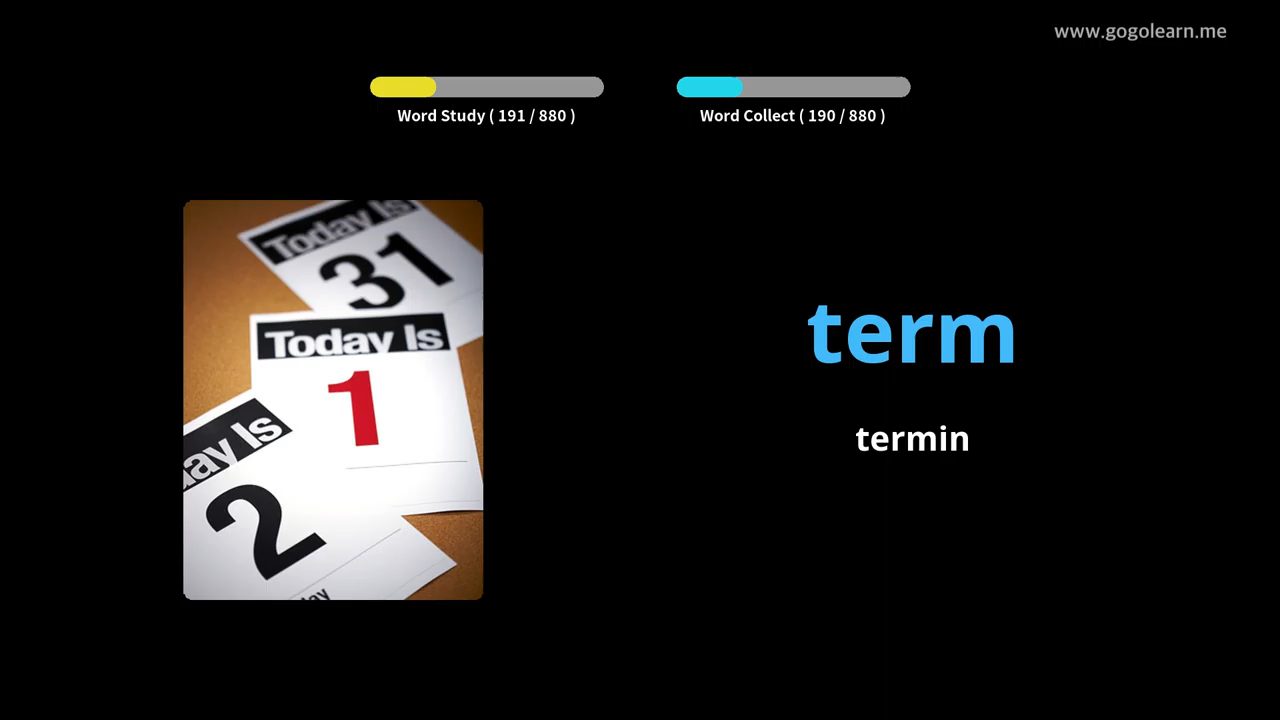 www.gogolearn.me
Word Study ( 191 / 880 )
Word Collect ( 190 / 880 )
Today Is
31
Today Is
1
ay Is
2
ay
term
termin